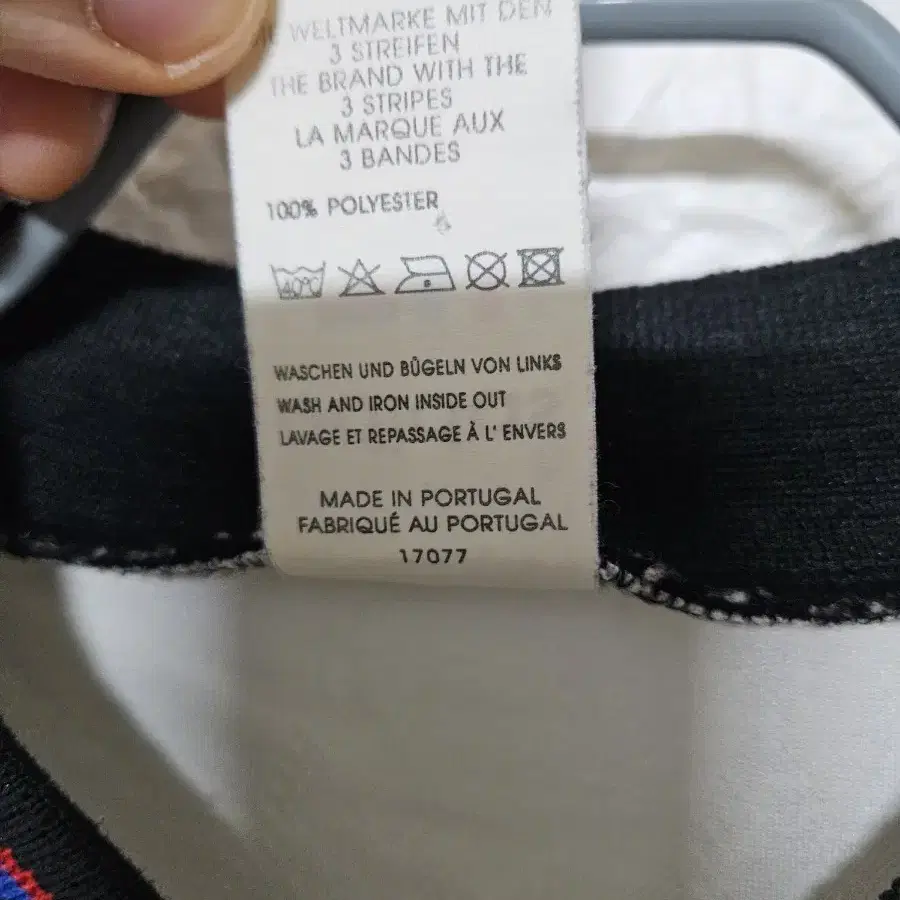 WELTMARKE MIT DEN
3 STREIFEN
THE BRAND WITH THE
3 STRIPES
LA MARQUE AUX
3 BANDES
100% POLYESTER
40°C
WASCHEN UND BÜGELN VON LINKS
WASH AND IRON INSIDE OUT
LAVAGE ET REPASSAGE À L' ENVERS
MADE IN PORTUGAL
FABRIQUÉ AU PORTUGAL
17077